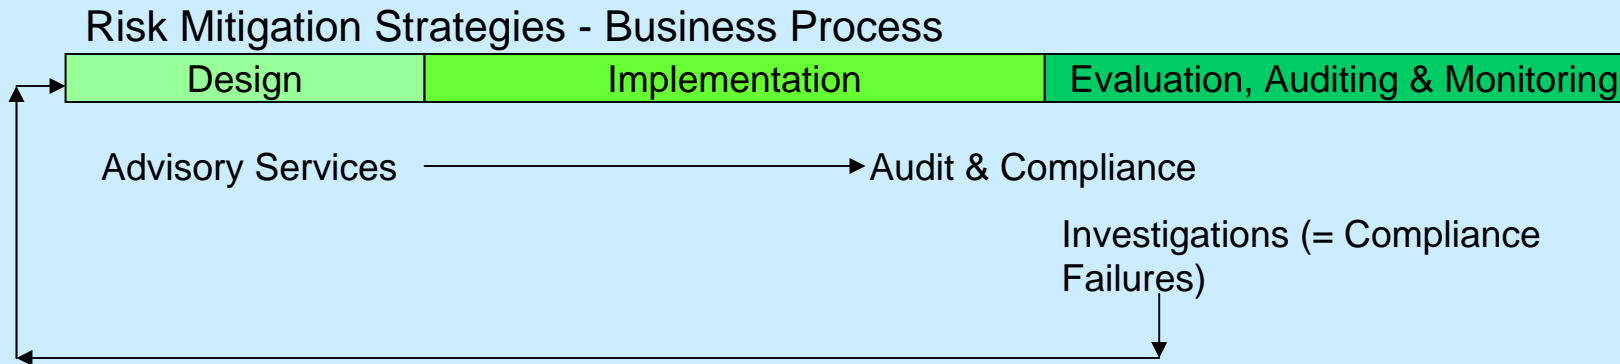 Risk Mitigation Strategies - Business Process
Design Implementation Evaluation, Auditing & Monitoring
Advisory Services Audit & Compliance
Investigations (= Compliance
Failures)